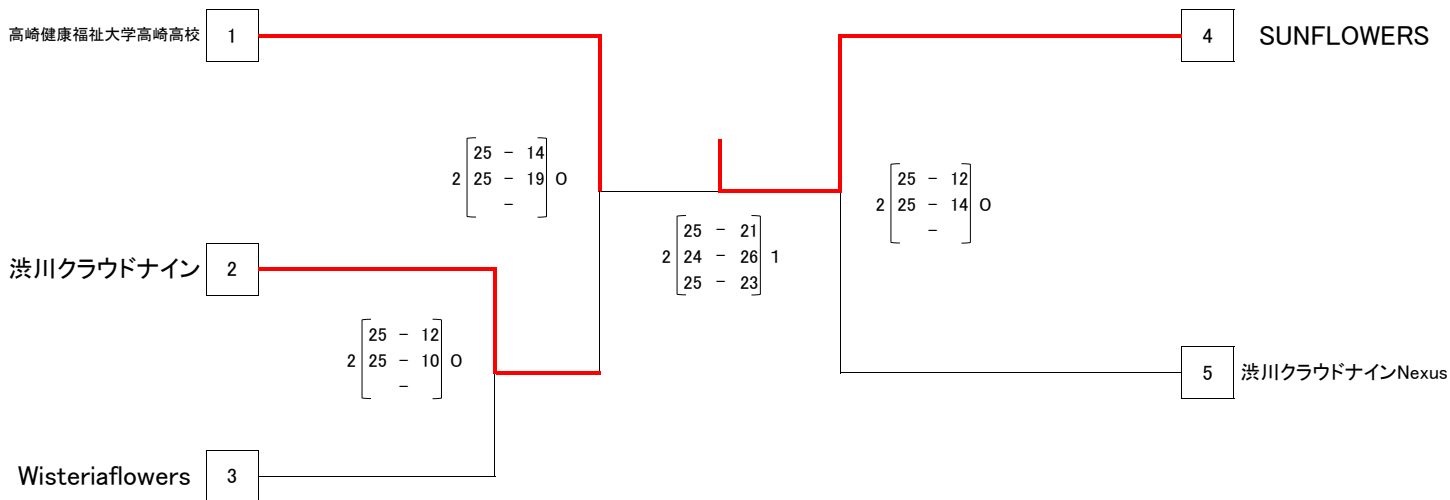 高崎健康福祉大学高崎高校 1
4 SUNFLOWERS
25 - 14
2 25 - 19 0
-
25 - 12
2 25 - 14 0
-
25 - 21
2 24 - 26 1
25 - 23
渋川クラウドナイン 2
25 - 12
2 25 - 10 0
-
5 渋川クラウドナインNexus
Wisteriaflowers 3